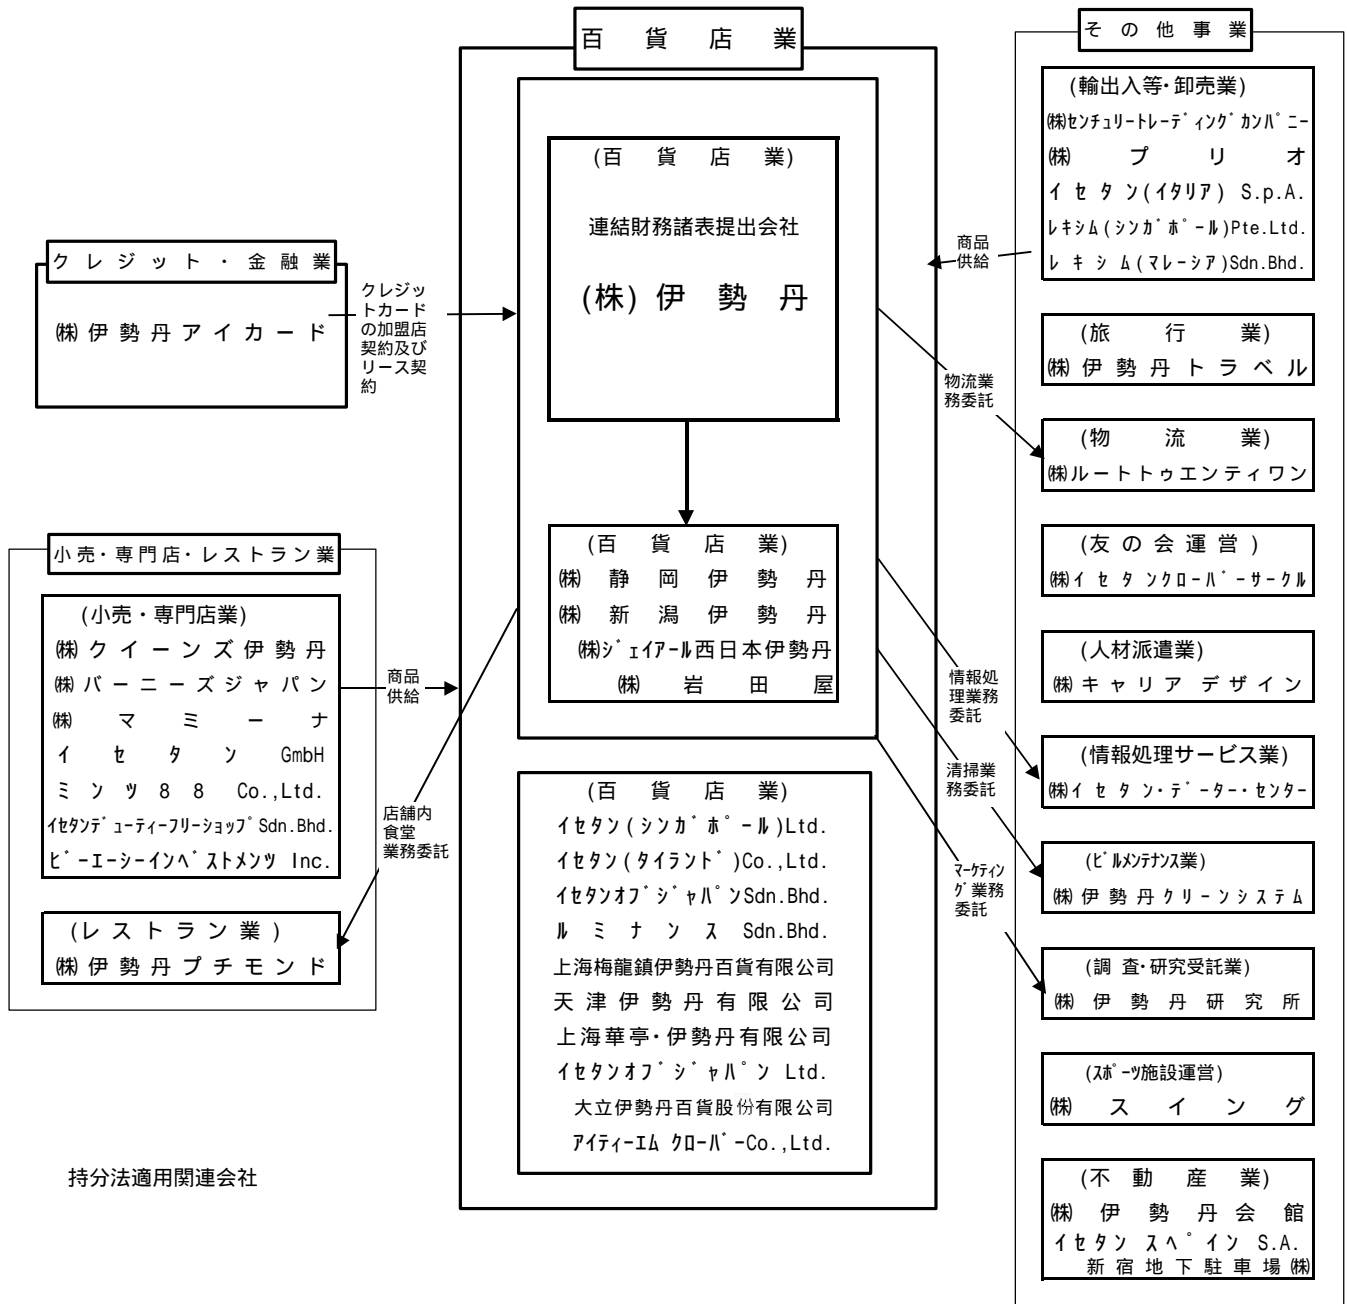 百貨店業
(百貨店業)
連結財務諸表提出会社
(株)伊勢丹
(百貨店業)
㈱静岡伊勢丹
㈱新潟伊勢丹
㈱ジェイアール西日本伊勢丹
㈱岩田屋
(百貨店業)
イセタン(シンガポール)Ltd.
イセタン(タイランド)Co.,Ltd.
イセタンオブジャパンSdn.Bhd.
ルミナンス Sdn.Bhd.
上海梅龍鎮伊勢丹百貨有限公司
天津伊勢丹有限公司
上海華亭・伊勢丹有限公司
イセタンオブジャパン Ltd.
大立伊勢丹百貨股份有限公司
アイティーエム クローバーCo.,Ltd.
クレジット・金融業
㈱伊勢丹アイカード
クレジッ
トカード
の加盟店
契約及び
リース契
約
小売・専門店・レストラン業
(小売・専門店業)
㈱クイーンズ伊勢丹
㈱バーニーズジャパン
㈱マミーナ
イセタン GmbH
ミンツ88 Co.,Ltd.
イセタンデューティーフリーショップSdn.Bhd.
ビーエーシーインベストメンツ Inc.
(レストラン業)
㈱伊勢丹プチモンド
商品
供給
店舗内
食堂
業務委託
持分法適用関連会社
その他事業
(輸出入等・卸売業)
㈱センチュリートレーディングカンパニー
㈱プリオ
イセタン(イタリア) S.p.A.
レキシム(シンガポール)Pte.Ltd.
レキシム(マレーシア)Sdn.Bhd.
商品
供給
(旅行業)
㈱伊勢丹トラベル
物流業
務委託
(物流業)
㈱ルートトゥエンティワン
(友の会運営)
㈱イセタンクローバーサークル
(人材派遣業)
㈱キャリアデザイン
情報処
理業務
委託
(情報処理サービス業)
㈱イセタン・データー・センター
清掃業
務委託
(ビルメンテナンス業)
㈱伊勢丹クリーンシステム
マーケティン
グ業務
委託
(調査・研究受託業)
㈱伊勢丹研究所
(スポーツ施設運営)
㈱スイング
(不動産業)
㈱伊勢丹会館
イセタン スペイン S.A.
新宿地下駐車場㈱